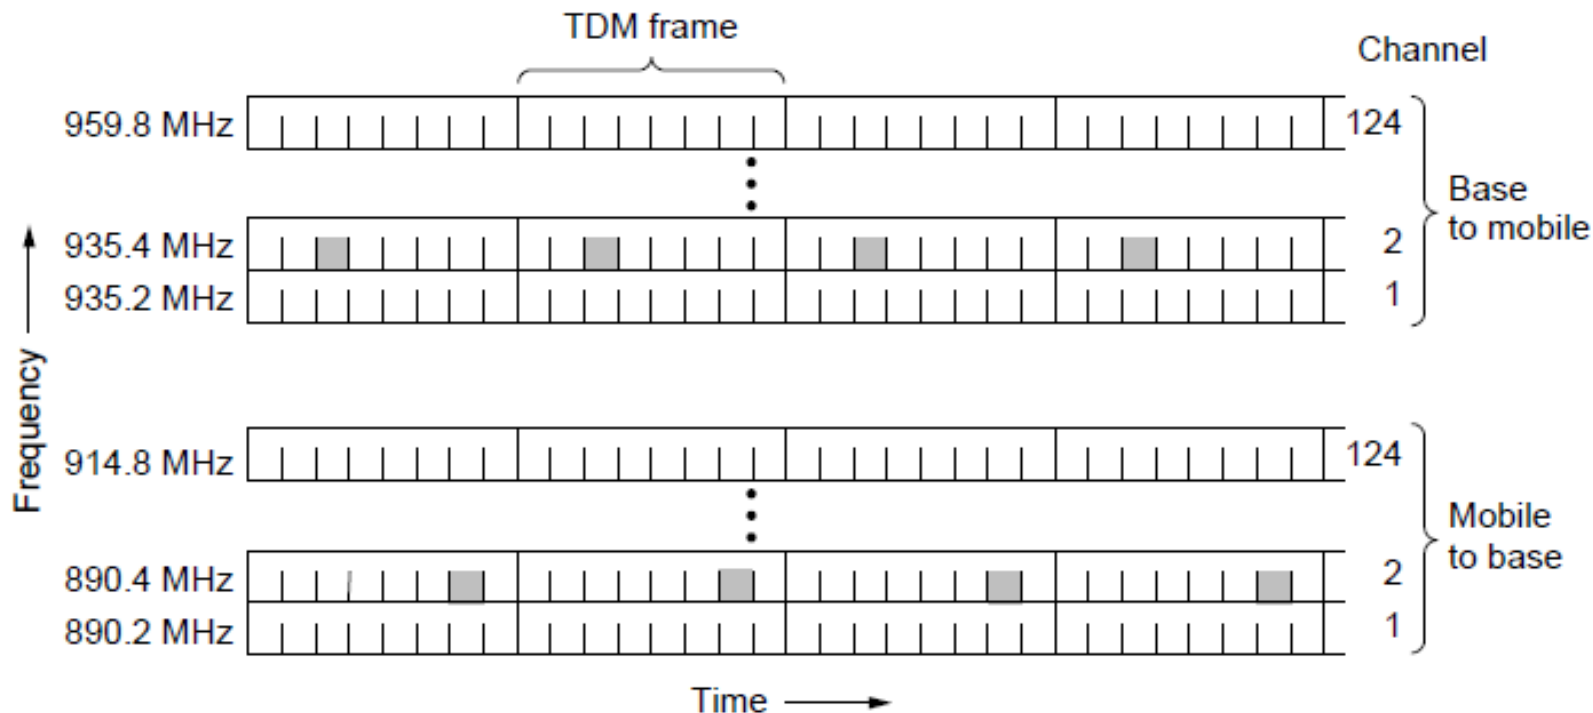 TDM frame
Channel
959.8 MHz
124
935.4 MHz
2
935.2 MHz
1
Base
to mobile
914.8 MHz
124
890.4 MHz
2
890.2 MHz
1
Mobile
to base
Frequency
Time